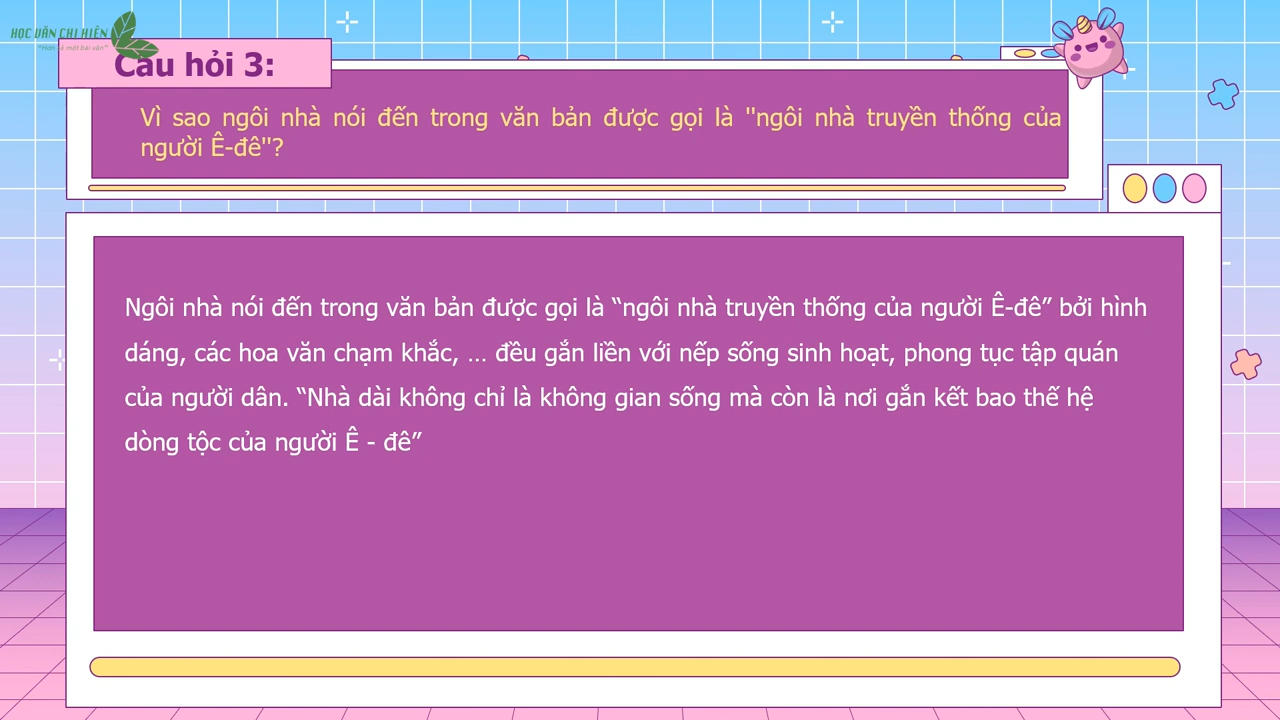 HỌC VĂN CHỊ HIÊN
Câu hỏi 3:
Vì sao ngôi nhà nói đến trong văn bản được gọi là "ngôi nhà truyền thống của
người Ê-đê"?
Ngôi nhà nói đến trong văn bản được gọi là “ngôi nhà truyền thống của người Ê-đê” bởi hình
dáng, các hoa văn chạm khắc, … đều gắn liền với nếp sống sinh hoạt, phong tục tập quán
của người dân. “Nhà dài không chỉ là không gian sống mà còn là nơi gắn kết bao thế hệ
dòng tộc của người Ê - đê”